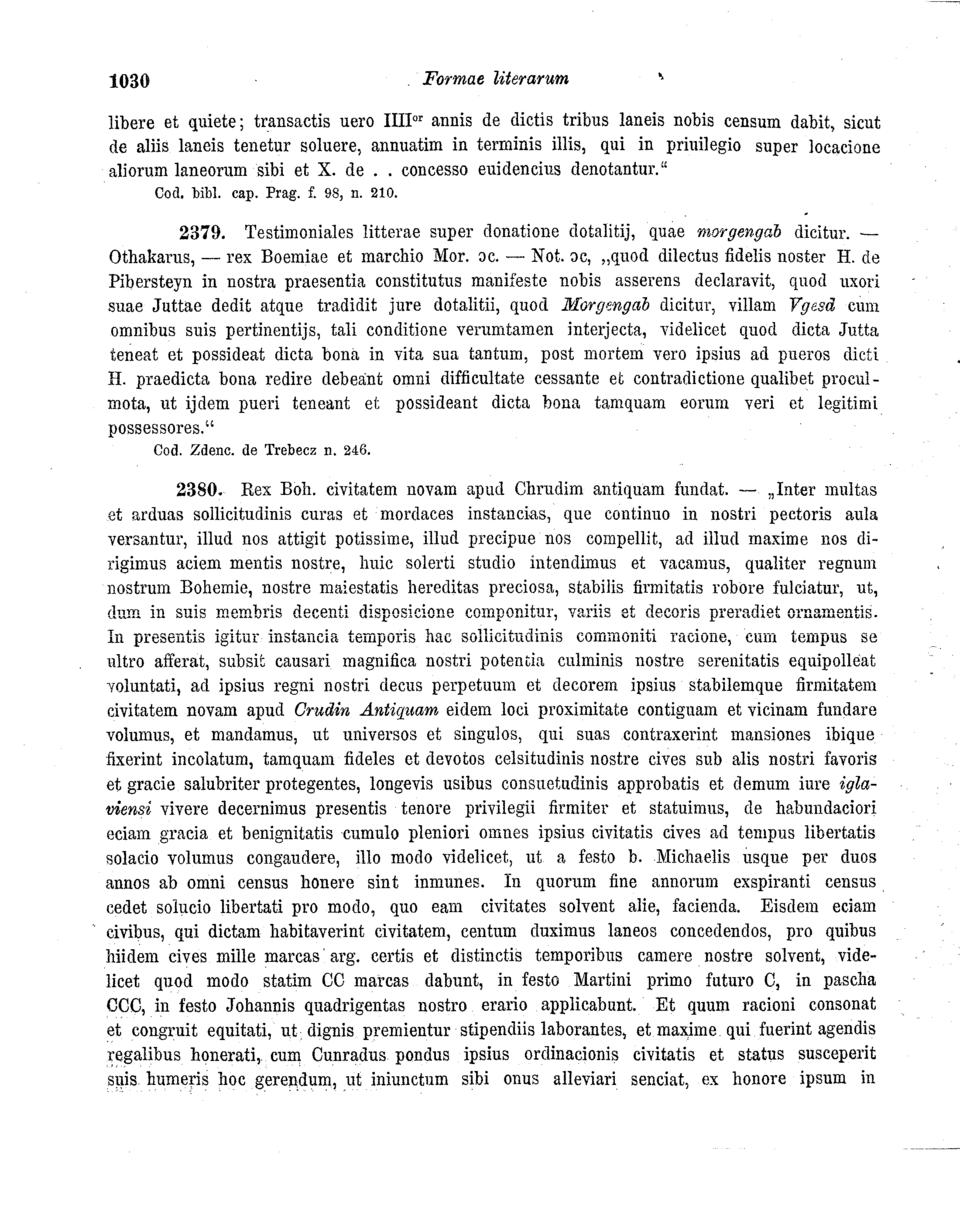 1030 Formae literarum
libere et quiete; transactis uero IIII<sup>or</sup> annis de dictis tribus laneis nobis censum dabit, sicut
de aliis laneis tenetur soluere, annuatim in terminis illis, qui in priuilegio super locacione
aliorum laneorum sibi et X. de . . concesso euidencius denotantur.“
Cod. bibl. cap. Prag. f. 98, n. 210.
2379. Testimoniales litterae super donatione dotalitij, quae morgengab dicitur. —
Othakarus, — rex Boemiae et marchio Mor. ɔc. — Not. ɔc, „quod dilectus fidelis noster H. de
Pibersteyn in nostra praesentia constitutus manifeste nobis asserens declaravit, quod uxori
suae Juttae dedit atque tradidit jure dotalitii, quod Morgengab dicitur, villam Vgesd cum
omnibus suis pertinentijs, tali conditione verumtamen interjecta, videlicet quod dicta Jutta
teneat et possideat dicta bona in vita sua tantum, post mortem vero ipsius ad pueros dicti
H. praedicta bona redire debeant omni difficultate cessante et contradictione qualibet procul-
mota, ut ijdem pueri teneant et possideant dicta bona tamquam eorum veri et legitimi
possessores.“
Cod. Zdenc. de Trebecz n. 246.
2380. Rex Boh. civitatem novam apud Chrudim antiquam fundat. — „Inter multas
et arduas sollicitudinis curas et mordaces instancias, que continuo in nostri pectoris aula
versantur, illud nos attigit potissime, illud precipue nos compellit, ad illud maxime nos di-
rigimus aciem mentis nostre, huic solerti studio intendimus et vacamus, qualiter regnum
nostrum Bohemie, nostre maiestatis hereditas preciosa, stabilis firmitatis robore fulciatur, ut,
dum in suis membris decenti disposicione componitur, variis et decoris preradiet ornamentis.
In presentis igitur instancia temporis hac sollicitudinis commoniti racione, cum tempus se
ultro afferat, subsit causari magnifica nostri potentia culminis nostre serenitatis equipolleat
voluntati, ad ipsius regni nostri decus perpetuum et decorem ipsius stabilemque firmitatem
civitatem novam apud Crudin Antiquam eidem loci proximitate contiguam et vicinam fundare
volumus, et mandamus, ut universos et singulos, qui suas contraxerint mansiones ibique
fixerint incolatum, tamquam fideles et devotos celsitudinis nostre cives sub alis nostri favoris
et gracie salubriter protegentes, longevis usibus consuetudinis approbatis et demum iure igla-
viensi vivere decernimus presentis tenore privilegii firmiter et statuimus, de habundaciori
eciam gracia et benignitatis cumulo pleniori omnes ipsius civitatis cives ad tempus libertatis
solacio volumus congaudere, illo modo videlicet, ut a festo b. Michaelis usque per duos
annos ab omni census honere sint inmunes. In quorum fine annorum exspiranti census
cedet solucio libertati pro modo, quo eam civitates solvent alie, facienda. Eisdem eciam
civibus, qui dictam habitaverint civitatem, centum duximus laneos concedendos, pro quibus
hiidem cives mille marcas arg. certis et distinctis temporibus camere nostre solvent, vide-
licet quod modo statim CC marcas dabunt, in festo Martini primo futuro C, in pascha
CCC, in festo Johannis quadrigentas nostro erario applicabunt. Et quum racioni consonat
et congruit equitati, ut dignis premientur stipendiis laborantes, et maxime qui fuerint agendis
regalibus honerati, cum Cunradus pondus ipsius ordinacionis civitatis et status susceperit
suis humeris hoc gerendum, ut iniunctum sibi onus alleviari senciat, ex honore ipsum in